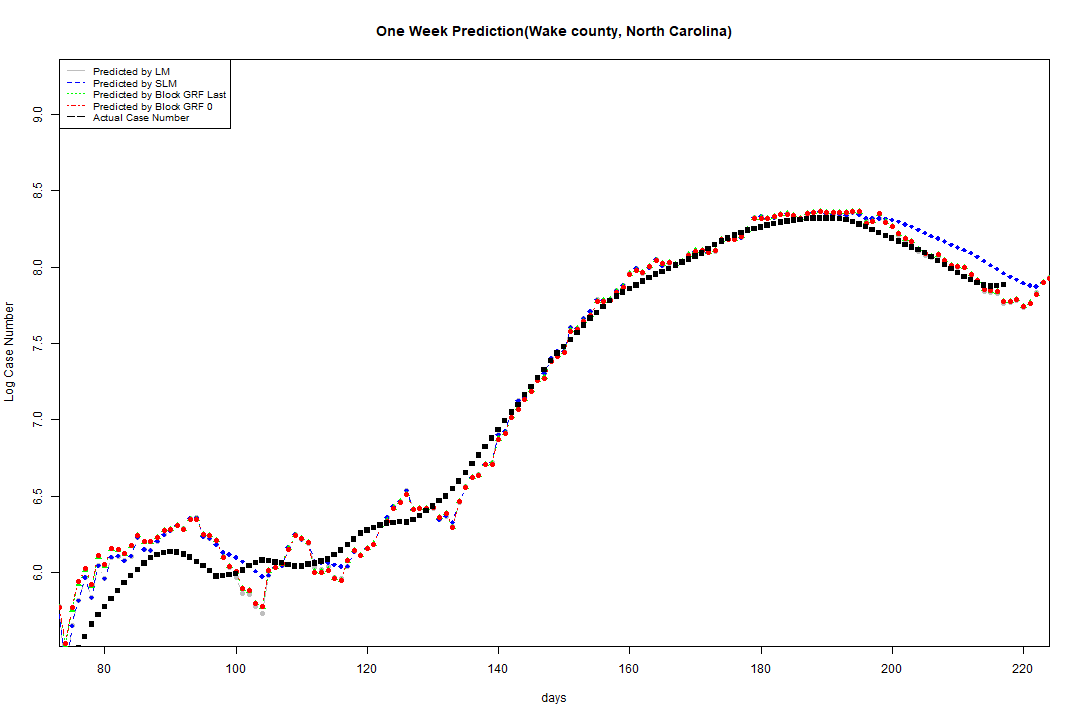 One Week Prediction(Wake county, North Carolina)
Predicted by LM
Predicted by SLM
Predicted by Block GRF Last
Predicted by Block GRF 0
Actual Case Number
9.0
8.5
8.0
7.5
7.0
6.5
6.0
Log Case Number
80 100 120 140 160 180 200 220
days